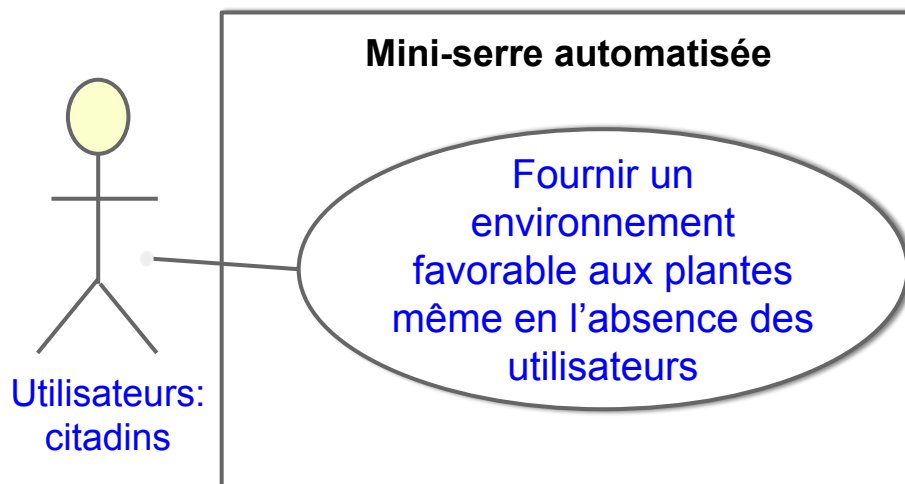 Mini-serre automatisée
Fournir un
environnement
favorable aux plantes
même en l’absence des
utilisateurs
Utilisateurs:
citadins